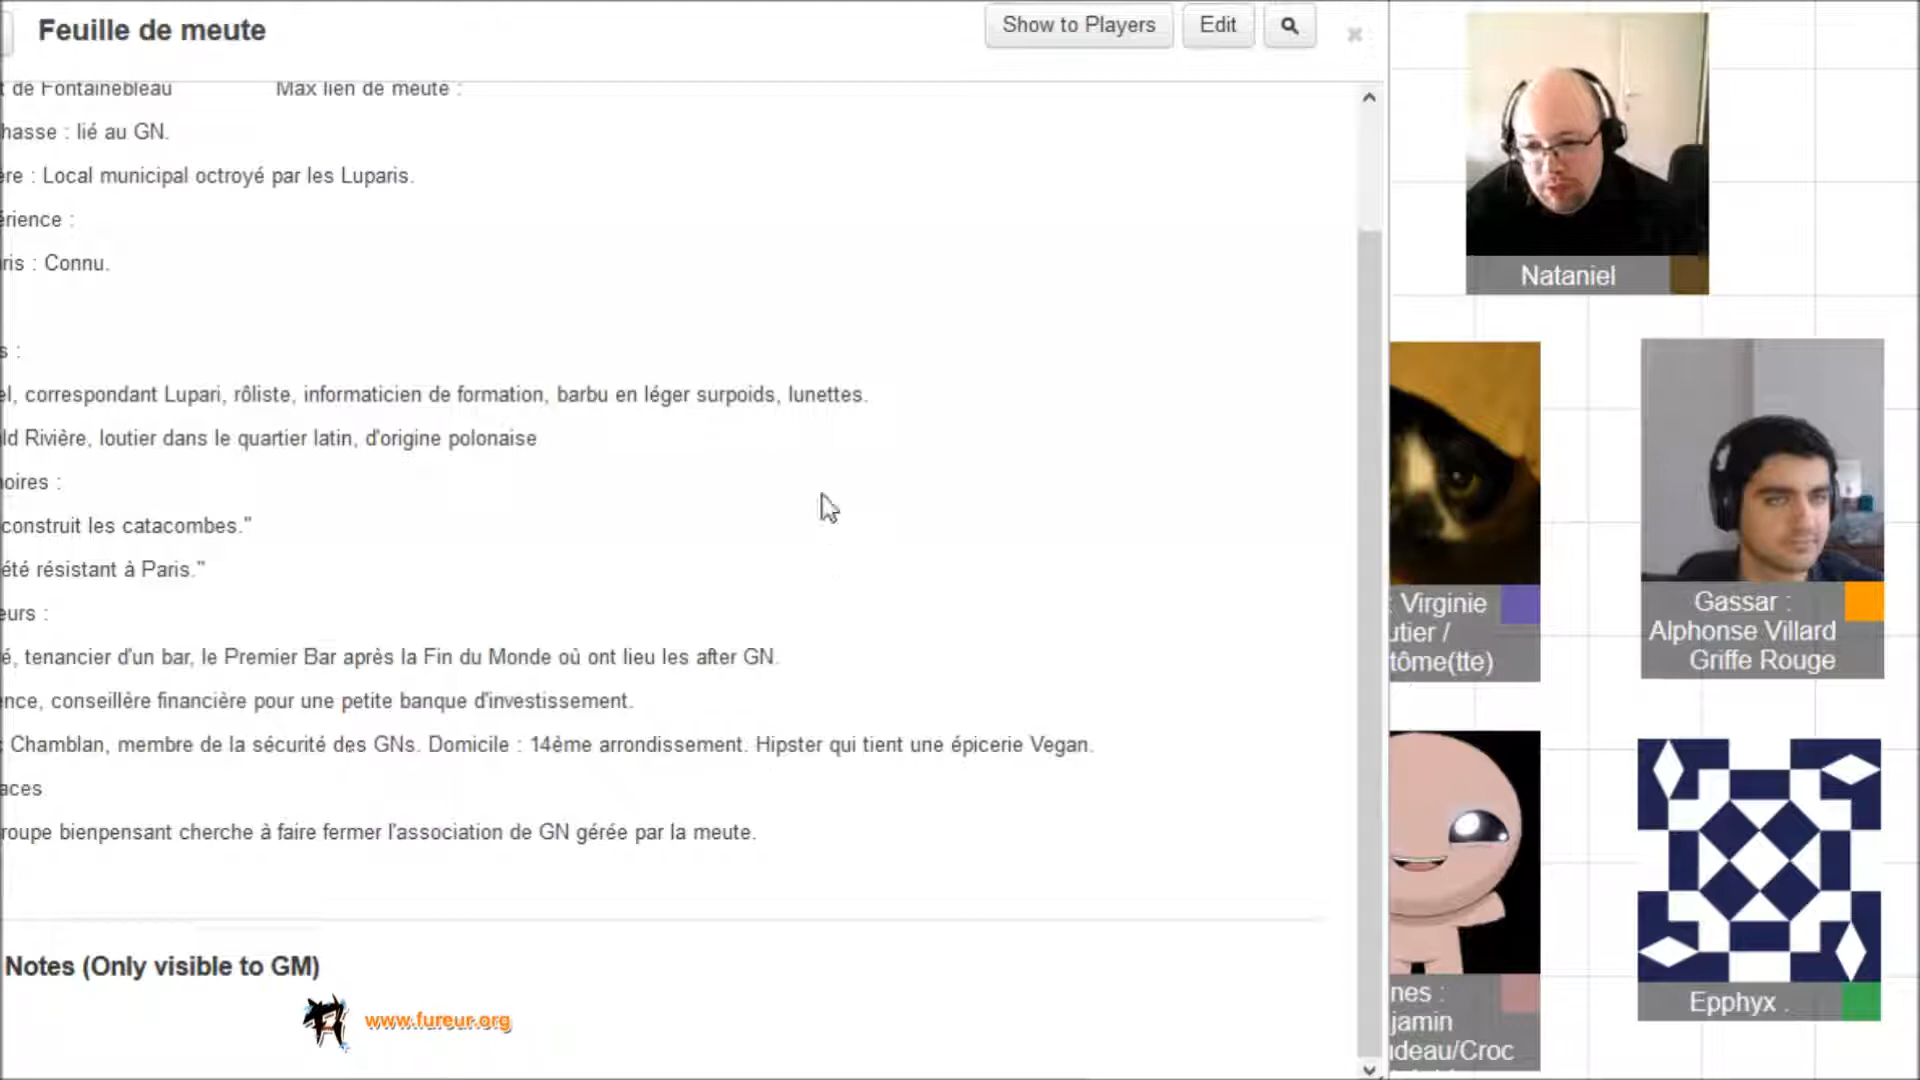 Feuille de meute
Show to Players
Edit
t de Fontainebleau Max lien de meute :
hasse : lié au GN.
ère : Local municipal octroyé par les Luparis.
érience :
ris : Connu.
s :
el, correspondant Lupari, rôliste, informaticien de formation, barbu en léger surpoids, lunettes.
ld Rivière, loutier dans le quartier latin, d'origine polonaise
noires :
construit les catacombes."
été résistant à Paris."
eurs :
é, tenancier d'un bar, le Premier Bar après la Fin du Monde où ont lieu les after GN.
ence, conseillère financière pour une petite banque d'investissement.
Chamblan, membre de la sécurité des GNs. Domicile : 14ème arrondissement. Hipster qui tient une épicerie Vegan.
aces
roupe bienpensant cherche à faire fermer l'association de GN gérée par la meute.
Notes (Only visible to GM)
www.fureur.org
Nataniel
: Virginie
utier /
tôme(tte)
Gassar :
Alphonse Villard
Griffe Rouge
nes :
jamin
udeau/Croc
Epphyx .